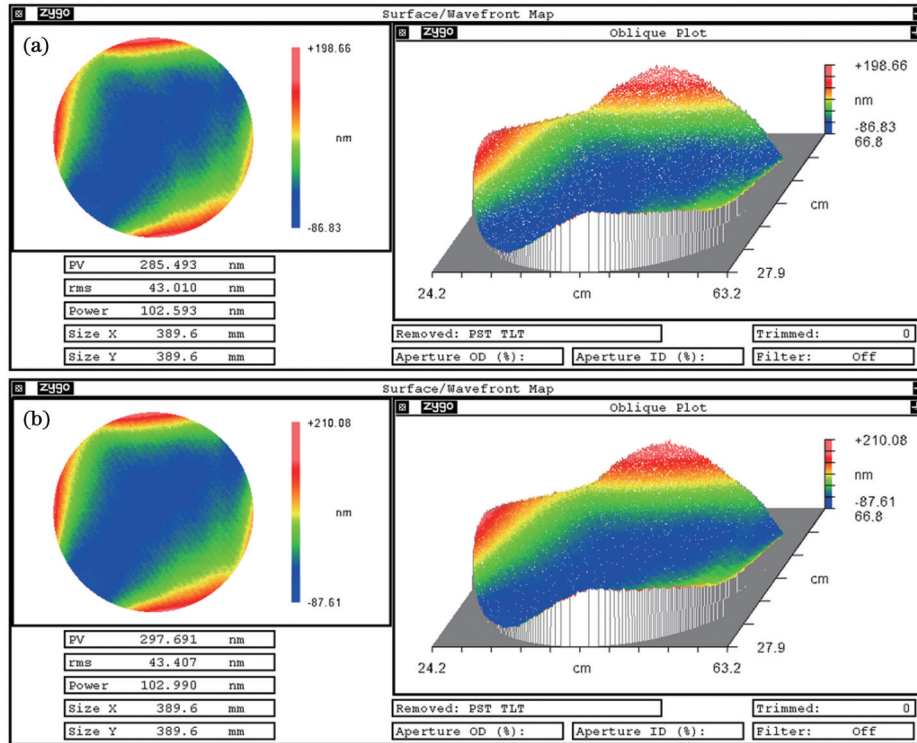 zygo Surface/Wavefront Map
(a)
+198.66
nm
-86.83
zygo Oblique Plot
+198.66
nm
-86.83
66.8
cm
27.9
24.2 cm 63.2
PV 285.493 nm
rms 43.010 nm
Power 102.593 nm
Size X 389.6 mm
Size Y 389.6 mm
Removed: PST TLT Trimmed: 0
Aperture OD (%): Aperture ID (%): Filter: Off
zygo Surface/Wavefront Map
(b)
+210.08
nm
-87.61
zygo Oblique Plot
+210.08
nm
-87.61
66.8
cm
27.9
24.2 cm 63.2
PV 297.691 nm
rms 43.407 nm
Power 102.990 nm
Size X 389.6 mm
Size Y 389.6 mm
Removed: PST TLT Trimmed: 0
Aperture OD (%): Aperture ID (%): Filter: Off